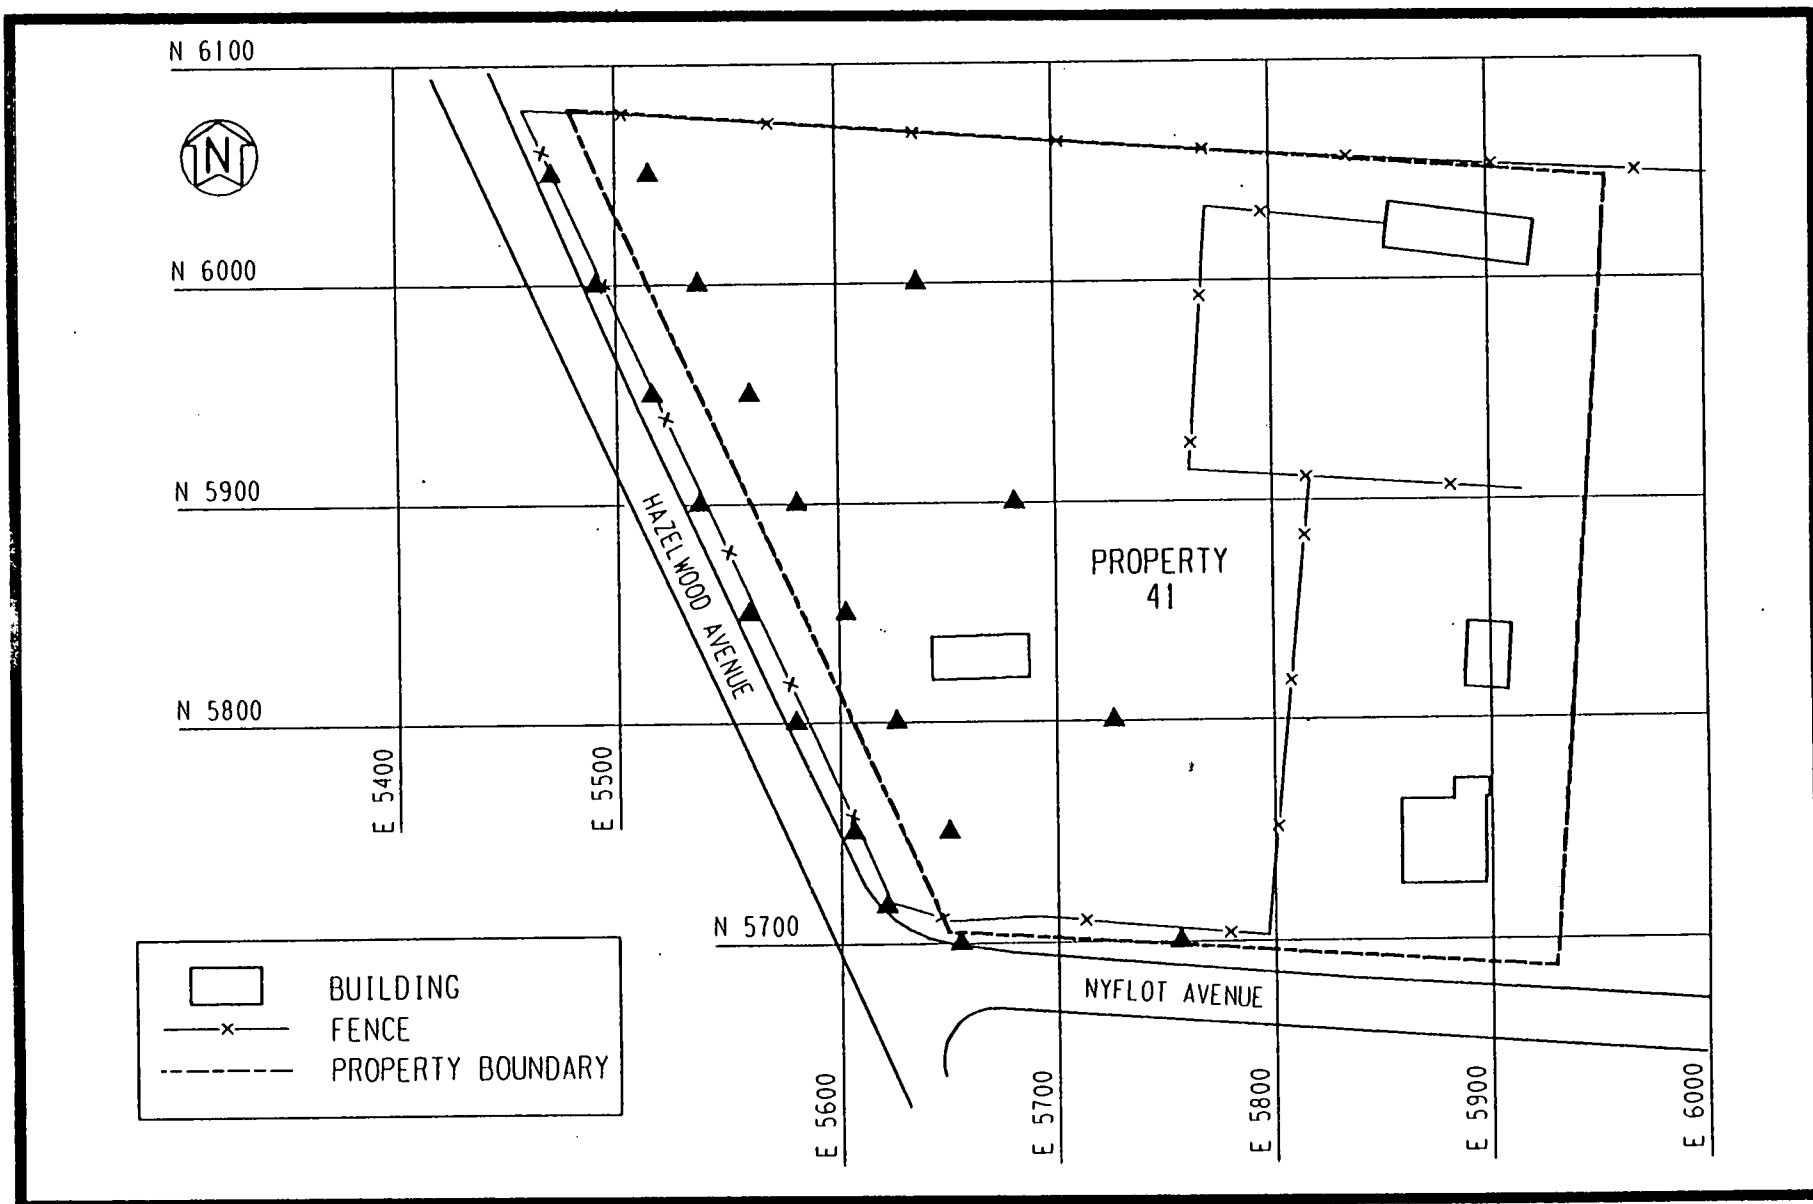 N 6100
N
N 6000
N 5900
HAZELWOOD AVENUE
PROPERTY
41
N 5800
E 5400
E 5500
N 5700
NYFLOT AVENUE
BUILDING
FENCE
PROPERTY BOUNDARY
E 5600
E 5700
E 5800
E 5900
E 6000